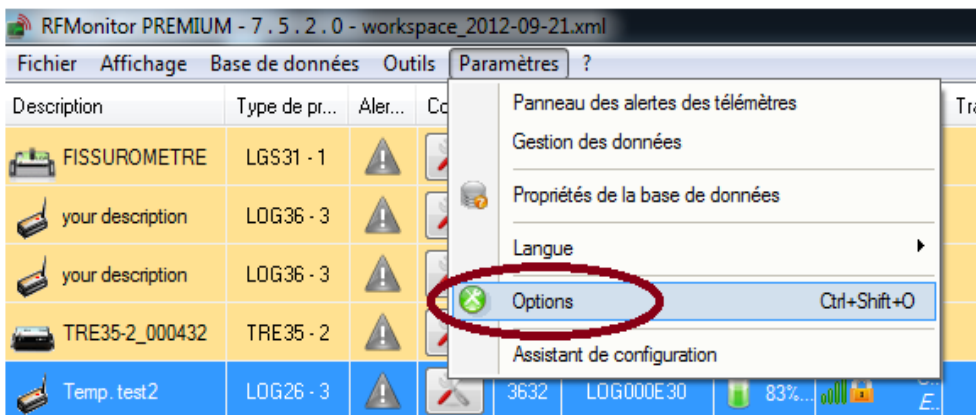 RFMonitor PREMIUM - 7 . 5 . 2 . 0 - workspace_2012-09-21.xml
Fichier Affichage Base de données Outils Paramètres ?
Description Type de pr... Aler... Co
Panneau des alertes des télémètres
Gestion des données
Propriétés de la base de données
Langue
Options Ctrl+Shift+O
Assistant de configuration
FISSUROMETRE LGS31 - 1
your description LOG36 - 3
your description LOG36 - 3
TRE35-2_000432 TRE35 - 2
Temp. test2 LOG26 - 3 3632 LOG000E30 83%...